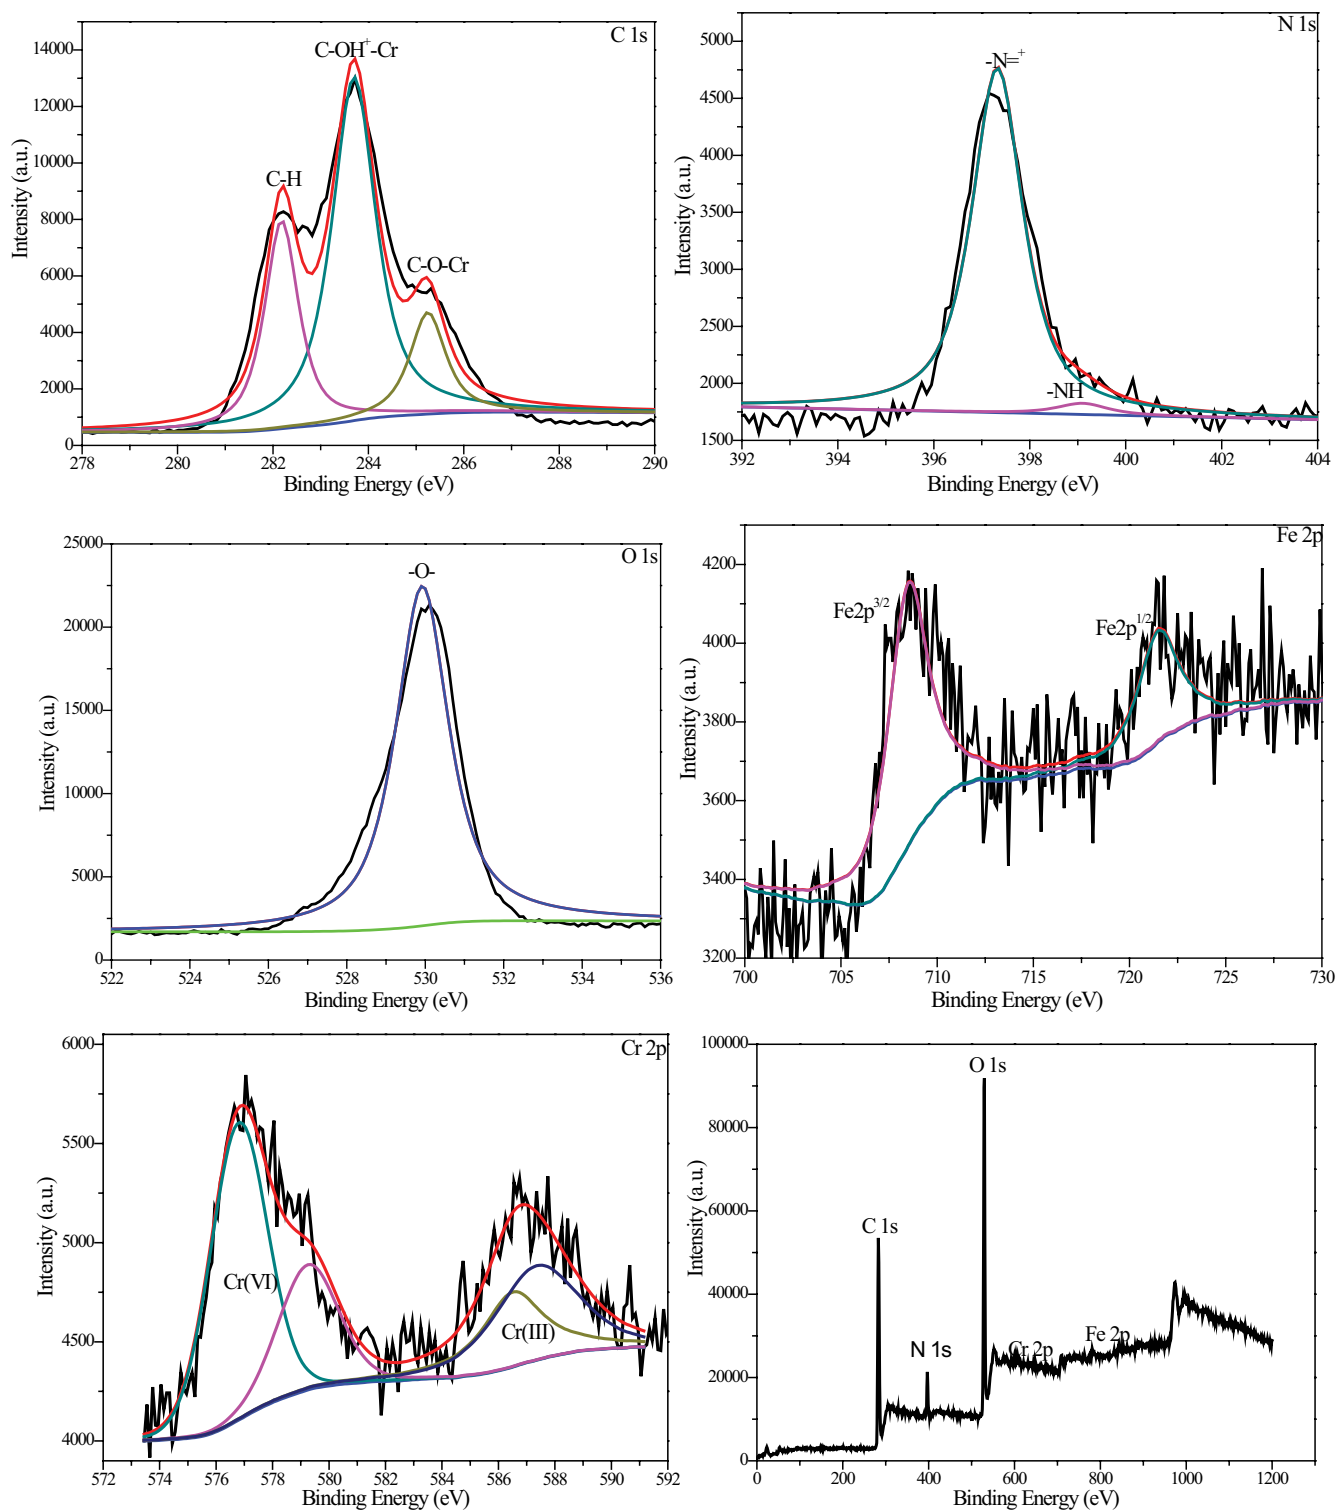 C 1s
C-OH+-Cr
C-H
C-O-Cr
14000
12000
10000
8000
6000
4000
2000
0
Intensity (a.u.)
278 280 282 284 286 288 290
Binding Energy (eV)
N 1s
-N=+
-NH
5000
4500
4000
3500
3000
2500
2000
1500
Intensity (a.u.)
392 394 396 398 400 402 404
Binding Energy (eV)
O 1s
-O-
25000
20000
15000
10000
5000
0
Intensity (a.u.)
522 524 526 528 530 532 534 536
Binding Energy (eV)
Fe 2p
Fe2p3/2
Fe2p1/2
4200
4000
3800
3600
3400
3200
Intensity (a.u.)
700 705 710 715 720 725 730
Binding Energy (eV)
Cr 2p
Cr(VI)
Cr(III)
6000
5500
5000
4500
4000
Intensity (a.u.)
572 574 576 578 580 582 584 586 588 590 592
Binding Energy (eV)
O 1s
C 1s
N 1s
Cr 2p
Fe 2p
100000
80000
60000
40000
20000
0
Intensity (a.u.)
0 200 400 600 800 1000 1200
Binding Energy (eV)